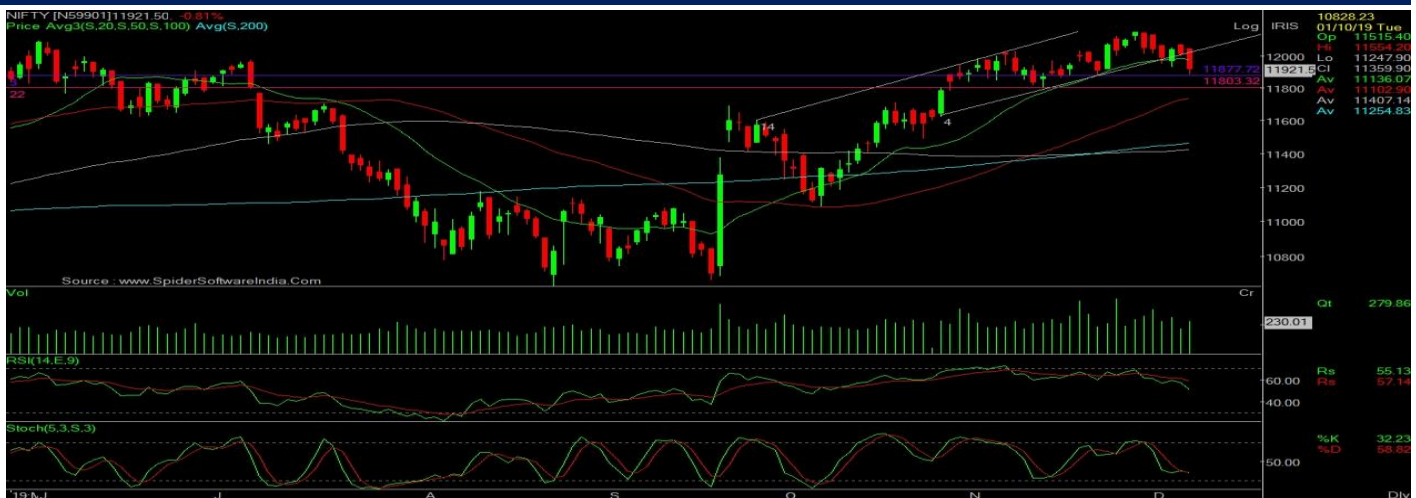 NIFTY [N59901]11921.50, -0.81%
Price Avg3(S,20,S,50,S,100) Avg(S,200)
Log
IRIS
10828.23
01/10/19 Tue
Op 11515.40
Hi 11554.20
Lo 11247.90
Cl 11359.90
Av 11136.07
Av 11102.90
Av 11407.14
Av 11254.83
12000
11877.72
11921.5
11803.32
11800
22
14
4
11600
11400
11200
11000
10800
Source : www.SpiderSoftwareIndia.Com
Vol
Cr
Qt 279.86
230.01
RSI(14,E,9)
Rs 55.13
60.00
Rs 57.14
40.00
Stoch(5,3,S,3)
%K 32.23
%D 58.82
50.00
'19:MJ J A S O N D Dly